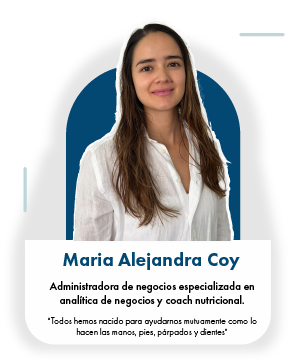 Maria Alejandra Coy
Administradora de negocios especializada en
analítica de negocios y coach nutricional.
"Todos hemos nacido para ayudarnos mutuamente como lo
hacen las manos, pies, párpados y dientes"